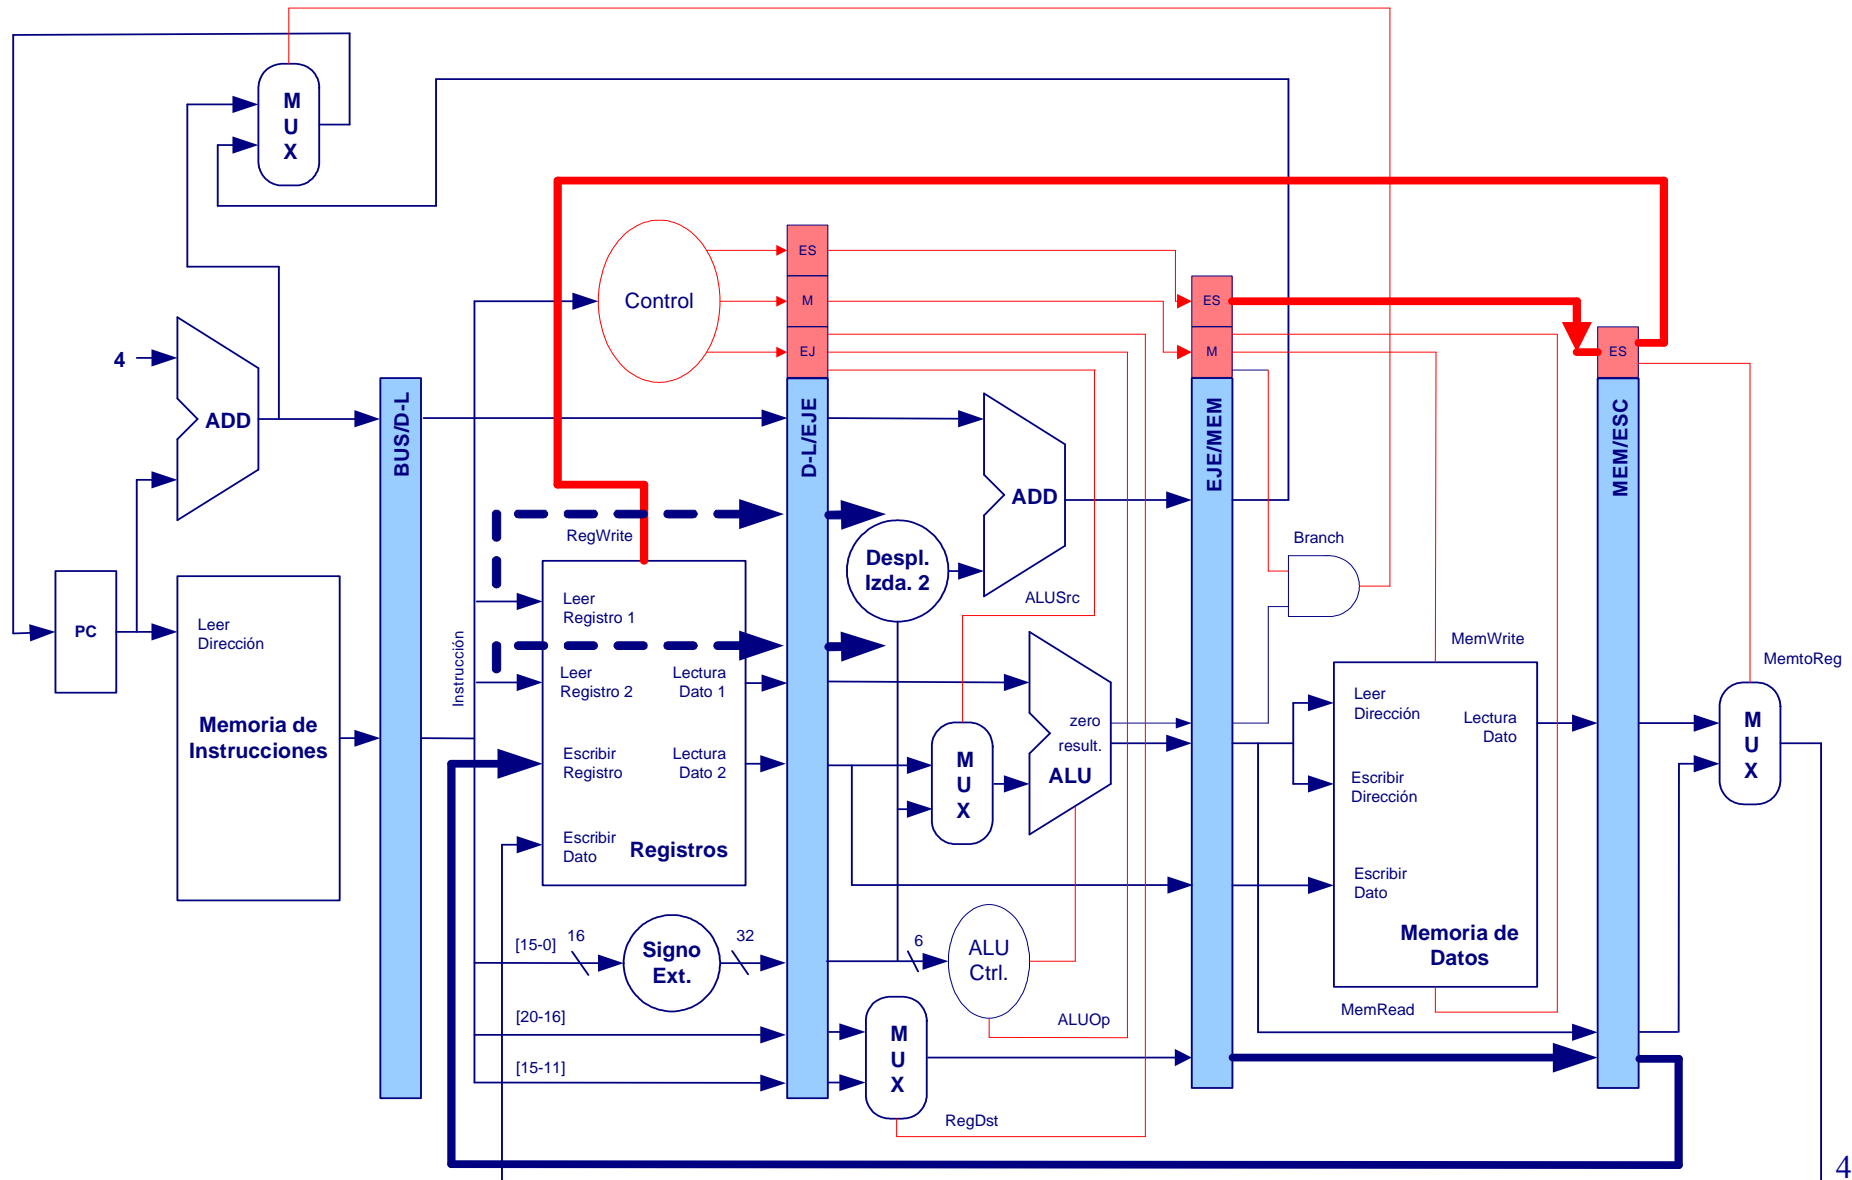 M
U
X
ES
Control
M
ES
4
EJ
M
ES
ADD
BUS/D-L
D-L/EJE
EJE/MEM
MEM/ESC
ADD
RegWrite
Branch
Despl.
Izda. 2
ALUSrc
Leer
Registro 1
PC
Leer
Dirección
Instrucción
MemWrite
MemtoReg
Leer
Registro 2
Lectura
Dato 1
Leer
Dirección
Memoria de
Instrucciones
zero
result.
ALU
Lectura
Dato
M
U
X
Escribir
Registro
Lectura
Dato 2
M
U
X
Escribir
Dirección
Escribir
Dato
Registros
Escribir
Dato
[15-0]
16
Signo
Ext.
32
6
ALU
Ctrl.
Memoria de
Datos
[20-16]
MemRead
ALUOp
M
U
X
[15-11]
RegDst
4